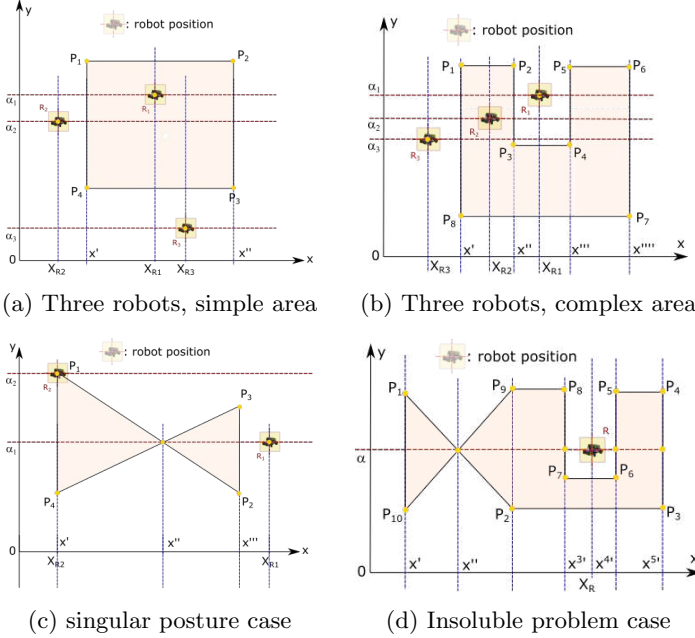 y
: robot position
P1 P2
α1 R1
R2
α2
P4 P3
α3 R3
0 x' x'' x
XR2 XR1 XR3
(a) Three robots, simple area
y
: robot position
P1 P2 P5 P6
α1 R1
α2 R2
α3 R3 P3 P4
P8 P7
0 x' x'' x''' x'''' x
XR3 XR2 XR1
(b) Three robots, complex area
y
: robot position
P1
α2 R2
P3
α1 R1
P4 P2
0 x' x'' x''' x
XR2 XR1
(c) singular posture case
y
: robot position
P1 P9 P8 P5 P4
R
α
P7 P6
P10 P2 P3
0 x' x'' x3' x4' x5' x
XR
(d) Insoluble problem case